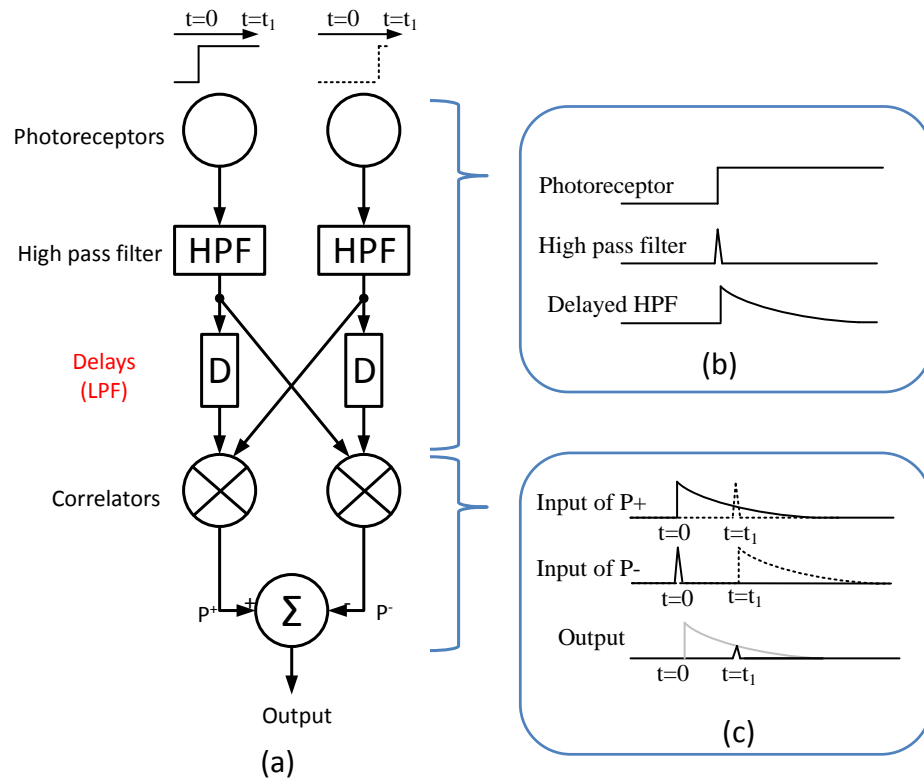 t=0 t=t1
t=0 t=t1
Photoreceptors
HPF HPF
High pass filter
Delays
(LPF)
D D
Correlators
P+ + Σ - P-
Output
(a)
Photoreceptor
High pass filter
Delayed HPF
(b)
Input of P+
t=0 t=t1
Input of P-
t=0 t=t1
Output
t=0 t=t1
(c)